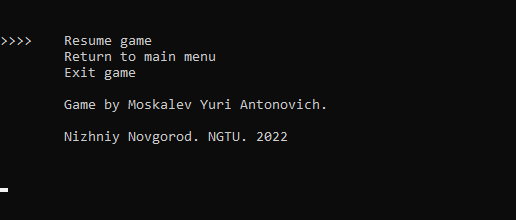 >>>> Resume game
Return to main menu
Exit game
Game by Moskalev Yuri Antonovich.
Nizhniy Novgorod. NGTU. 2022